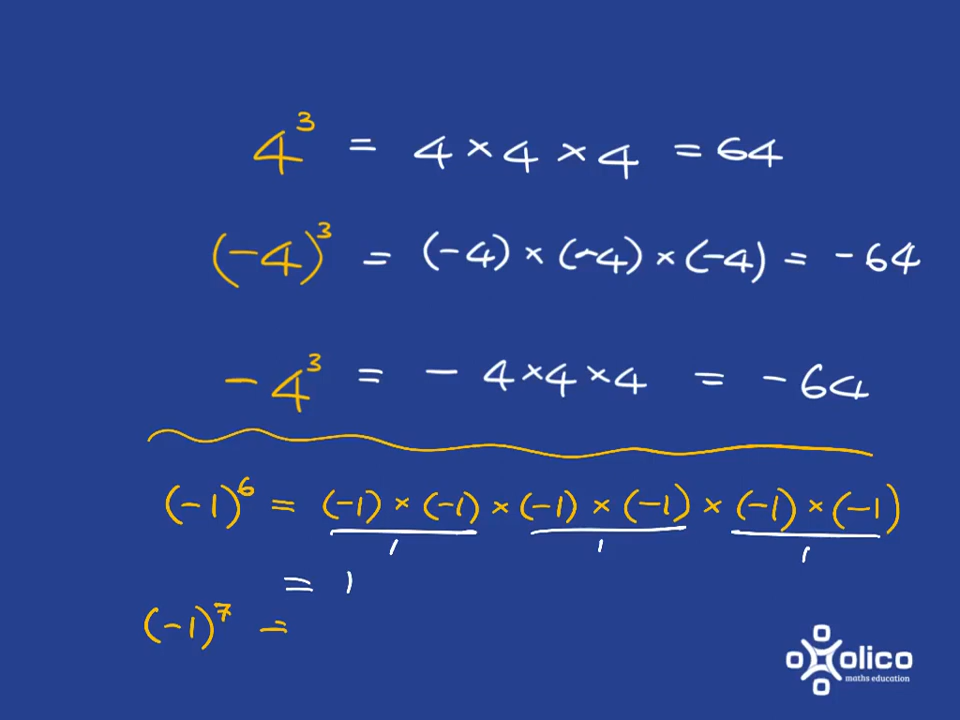 4³ = 4 × 4 × 4 = 64
(-4)³ = (-4) × (-4) × (-4) = -64
-4³ = - 4 × 4 × 4 = -64
(-1)⁶ = (-1) × (-1) × (-1) × (-1) × (-1) × (-1)
1 1 1
= 1
(-1)⁷ =
olico
maths education